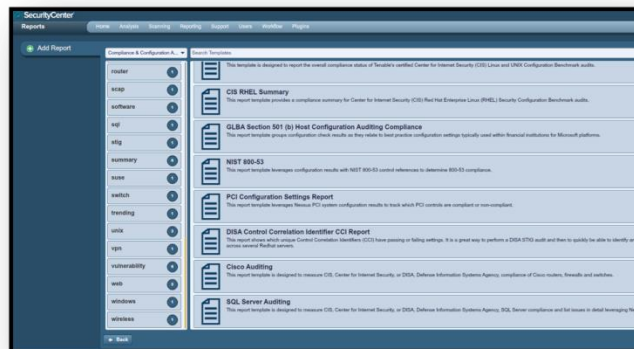 SecurityCenter
Reports
Home Analysis Scanning Reporting Support Users Workflow Plugins
Add Report
Compliance & Configuration A...
Search Templates
router
scap
software
sql
stig
summary
suse
switch
trending
unix
vpn
vulnerability
web
windows
wireless
This template is designed to report the overall compliance status of Tenable's certified Center for Internet Security (CIS) Linux and UNIX Configuration Benchmark audits.
CIS RHEL Summary
This report template provides a compliance summary for Center for Internet Security (CIS) Red Hat Enterprise Linux (RHEL) Security Configuration Benchmark audits.
GLBA Section 501 (b) Host Configuration Auditing Compliance
This report template groups configuration check results as they relate to best practice configuration settings typically used within financial institutions for Microsoft platforms.
NIST 800-53
This report template leverages configuration results with NIST 800-53 control references to determine 800-53 compliance.
PCI Configuration Settings Report
This report template leverages Nessus PCI system configuration results to track which PCI controls are compliant or non-compliant.
DISA Control Correlation Identifier CCI Report
This report shows which unique Control Correlation Identifiers (CCI) have passing or failing settings. It is a great way to perform a DISA STIG audit and then to quickly be able to identify
across several Redhat servers.
Cisco Auditing
This report template is designed to measure CIS, Center for Internet Security, or DISA, Defense Information Systems Agency, compliance of Cisco routers, firewalls and switches.
SQL Server Auditing
This report template is designed to measure CIS, Center for Internet Security, or DISA, Defense Information Systems Agency, SQL Server compliance and list issues in detail leveraging
Back